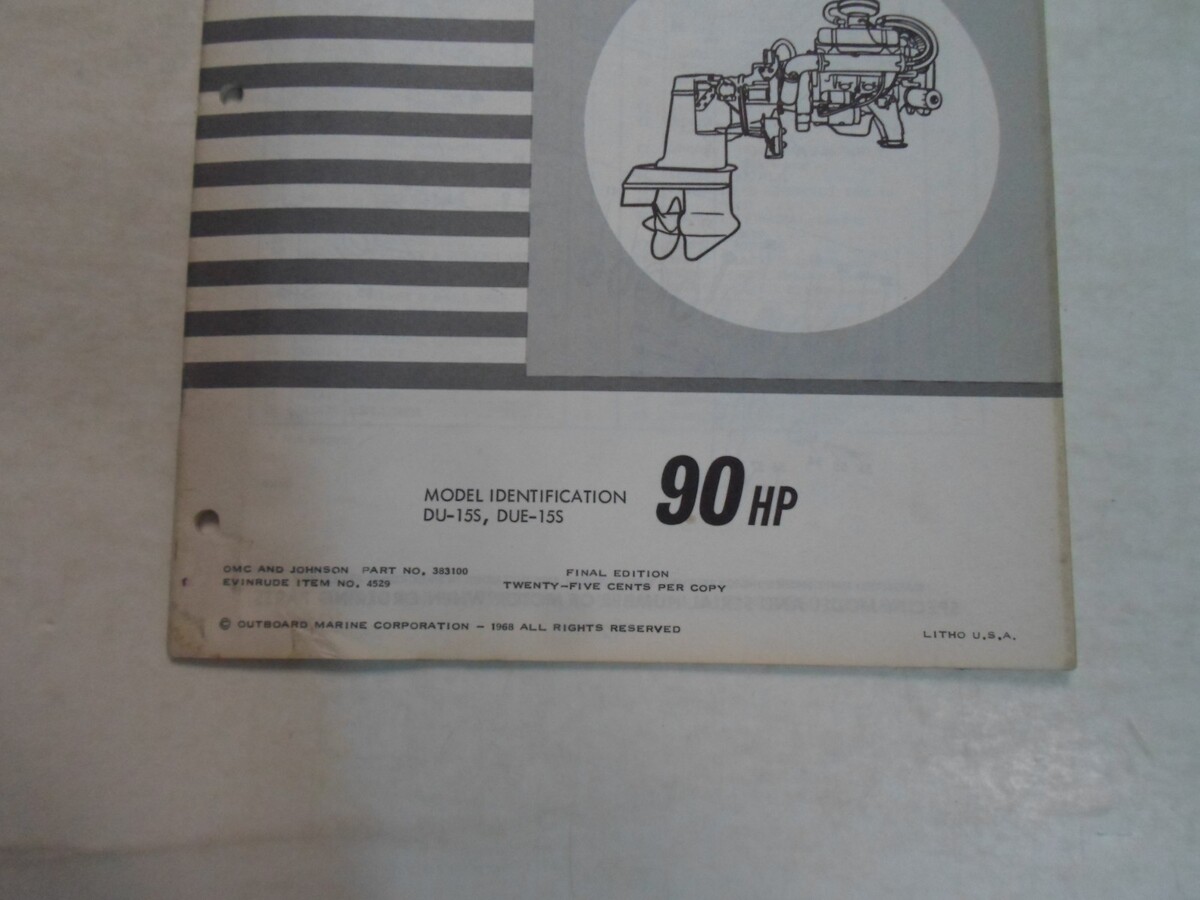 MODEL IDENTIFICATION
DU-15S, DUE-15S
90 HP
OMC AND JOHNSON PART NO. 383100
EVINRUDE ITEM NO. 4529
FINAL EDITION
TWENTY-FIVE CENTS PER COPY
© OUTBOARD MARINE CORPORATION - 1968 ALL RIGHTS RESERVED
LITHO U.S.A.